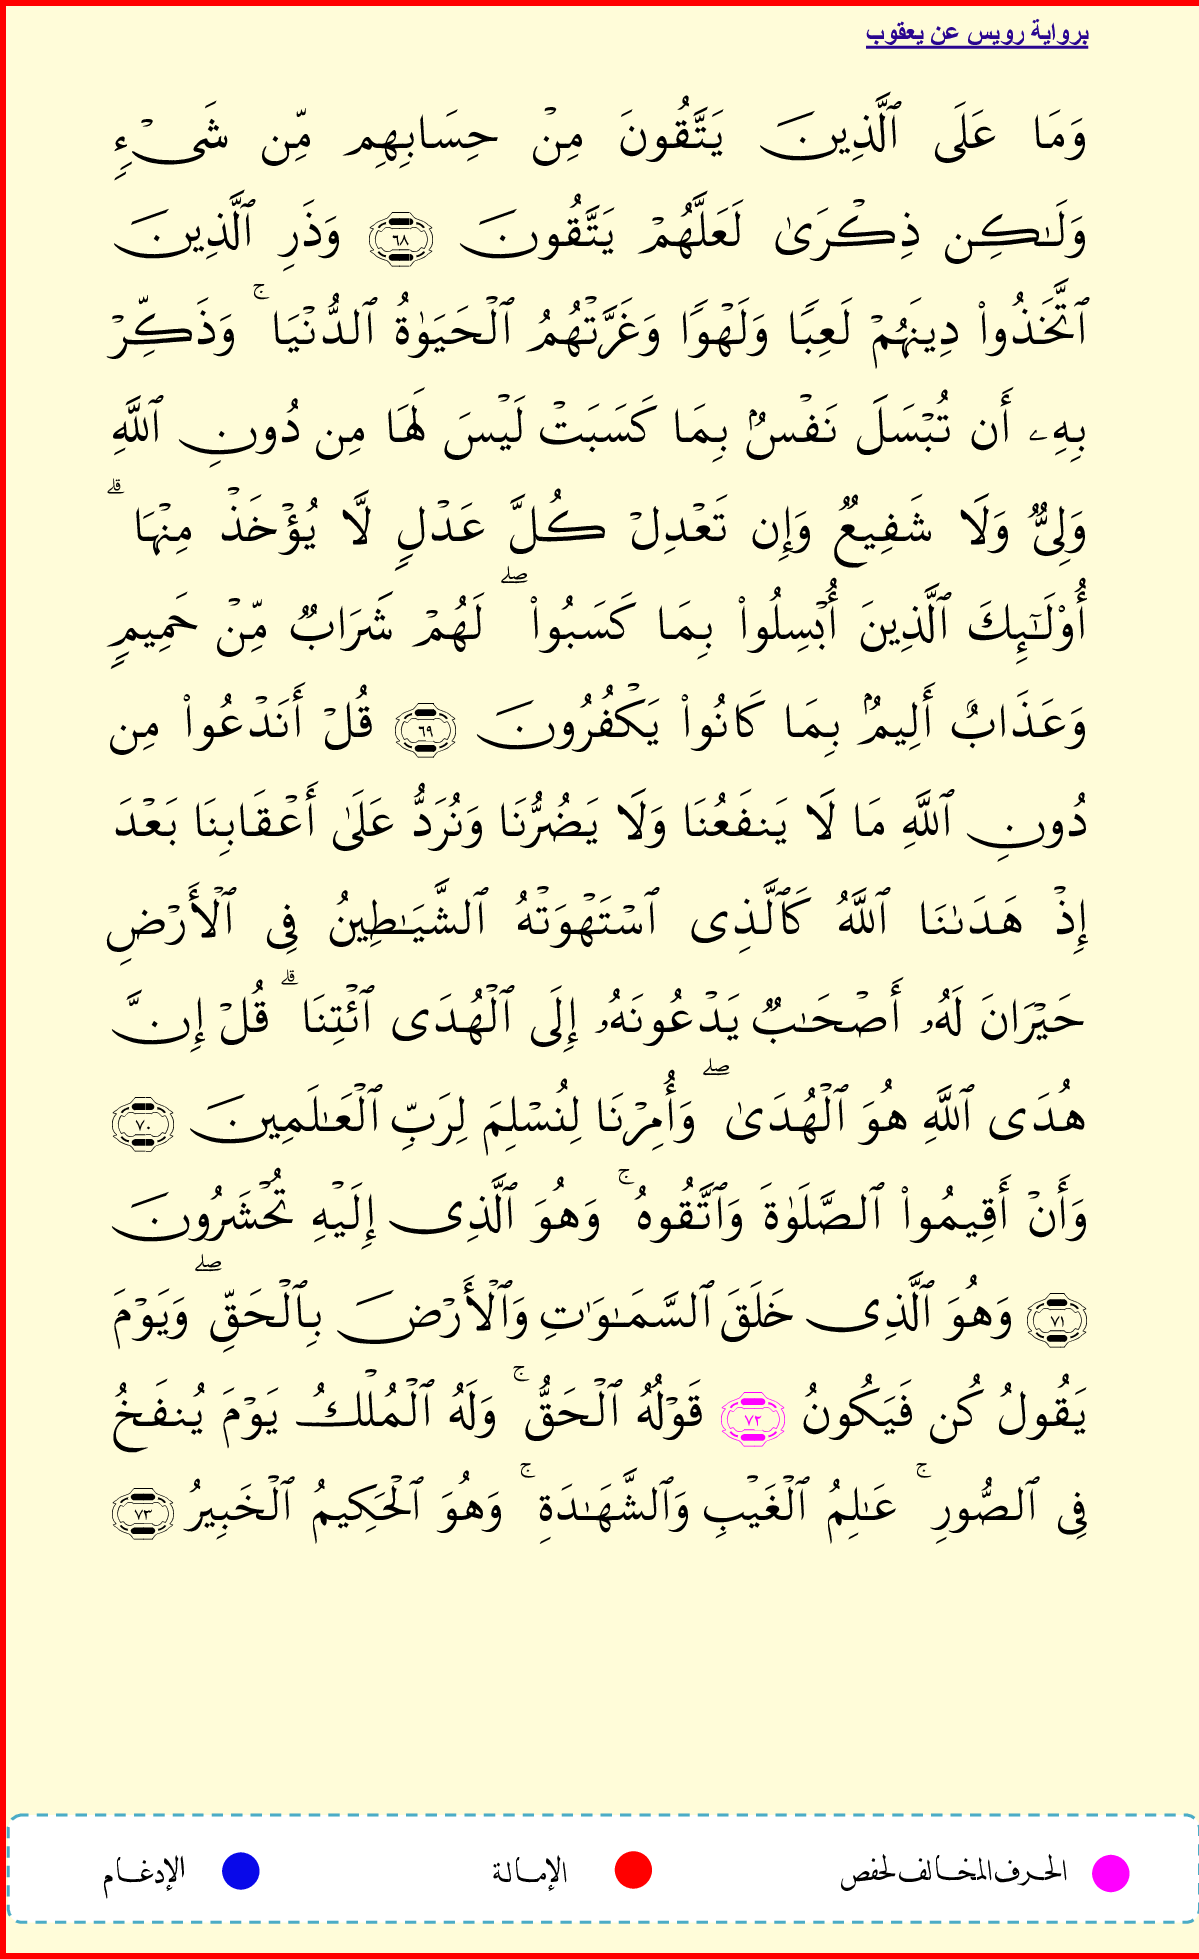 برواية رويس عن يعقوب
وَمَا عَلَى ٱلَّذِينَ يَتَّقُونَ مِنْ حِسَابِهِم مِّن شَىْءٍ
وَلَـٰكِن ذِكْرَىٰ لَعَلَّهُمْ يَتَّقُونَ ٦٨ وَذَرِ ٱلَّذِينَ
ٱتَّخَذُوا۟ دِينَهُمْ لَعِبًا وَلَهْوًا وَغَرَّتْهُمُ ٱلْحَيَوٰةُ ٱلدُّنْيَا ۚ وَذَكِّرْ
بِهِۦ أَن تُبْسَلَ نَفْسٌۢ بِمَا كَسَبَتْ لَيْسَ لَهَا مِن دُونِ ٱللَّهِ
وَلِىٌّ وَلَا شَفِيعٌ وَإِن تَعْدِلْ كُلَّ عَدْلٍ لَّا يُؤْخَذْ مِنْهَا ۗ
أُو۟لَـٰٓئِكَ ٱلَّذِينَ أُبْسِلُوا۟ بِمَا كَسَبُوا۟ ۖ لَهُمْ شَرَابٌ مِّنْ حَمِيمٍ
وَعَذَابٌ أَلِيمٌۢ بِمَا كَانُوا۟ يَكْفُرُونَ ٦٩ قُلْ أَنَدْعُوا۟ مِن
دُونِ ٱللَّهِ مَا لَا يَنفَعُنَا وَلَا يَضُرُّنَا وَنُرَدُّ عَلَىٰٓ أَعْقَابِنَا بَعْدَ
إِذْ هَدَىٰنَا ٱللَّهُ كَٱلَّذِى ٱسْتَهْوَتْهُ ٱلشَّيَـٰطِينُ فِى ٱلْأَرْضِ
حَيْرَانَ لَهُۥ أَصْحَـٰبٌ يَدْعُونَهُۥ إِلَى ٱلْهُدَى ٱئْتِنَا ۗ قُلْ إِنَّ
هُدَى ٱللَّهِ هُوَ ٱلْهُدَىٰ ۖ وَأُمِرْنَا لِنُسْلِمَ لِرَبِّ ٱلْعَـٰلَمِينَ ٧٠
وَأَنْ أَقِيمُوا۟ ٱلصَّلَوٰةَ وَٱتَّقُوهُ ۚ وَهُوَ ٱلَّذِى إِلَيْهِ تُحْشَرُونَ
٧١ وَهُوَ ٱلَّذِى خَلَقَ ٱلسَّمَـٰوَٰتِ وَٱلْأَرْضَ بِٱلْحَقِّ ۖ وَيَوْمَ
يَقُولُ كُن فَيَكُونُ ٧٢ قَوْلُهُ ٱلْحَقُّ ۚ وَلَهُ ٱلْمُلْكُ يَوْمَ يُنفَخُ
فِى ٱلصُّورِ ۚ عَـٰلِمُ ٱلْغَيْبِ وَٱلشَّهَـٰدَةِ ۚ وَهُوَ ٱلْحَكِيمُ ٱلْخَبِيرُ ٧٣
الحرف المخالف لحفص الإمالة الإدغام